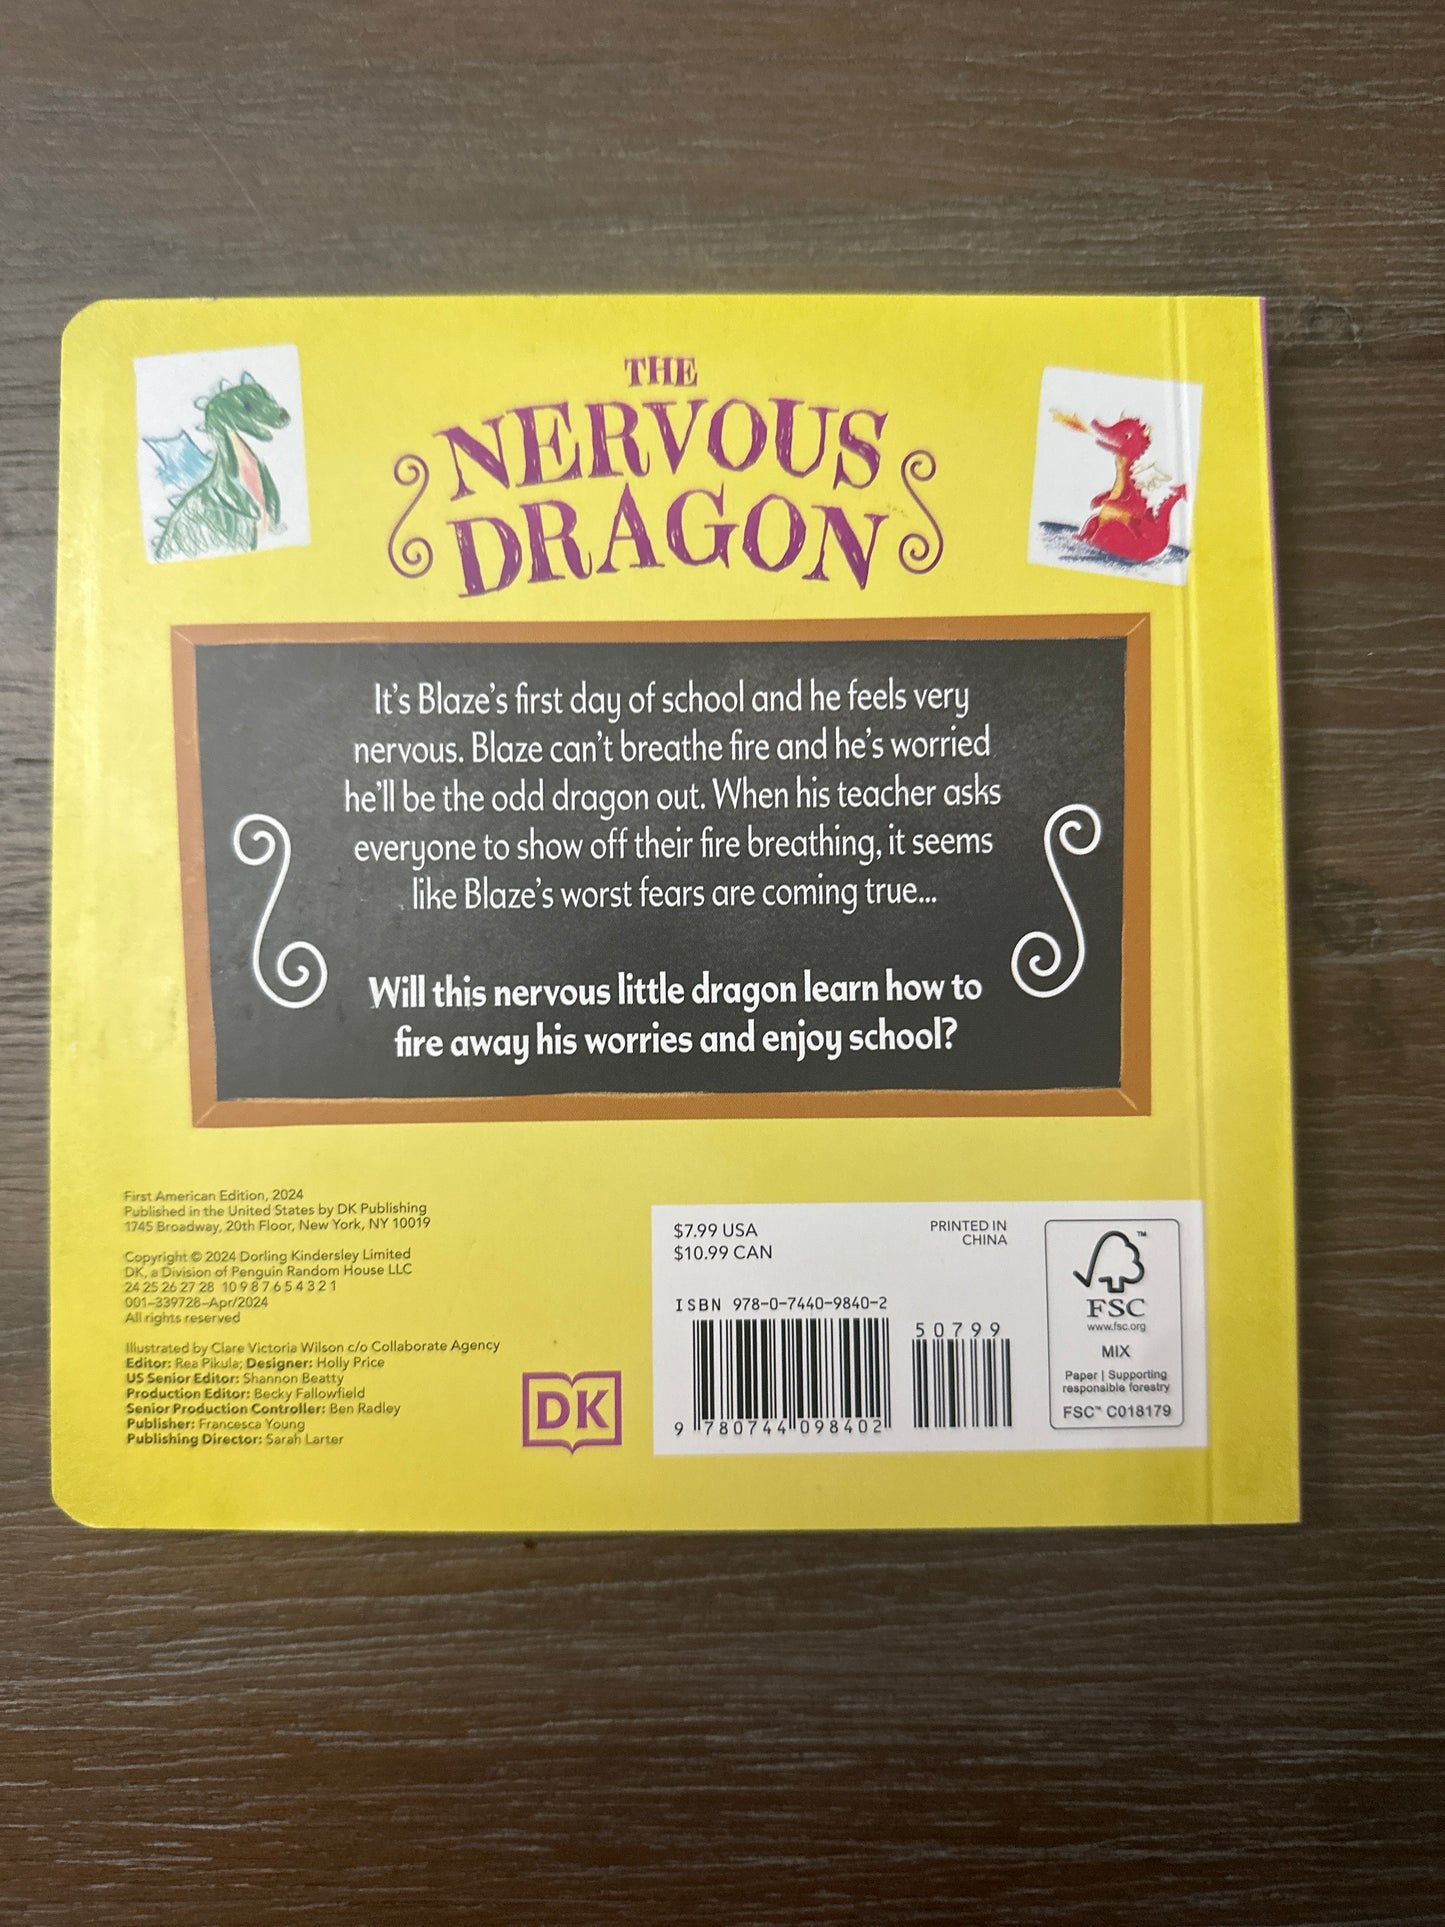 THE
NERVOUS
DRAGON
It's Blaze's first day of school and he feels very
nervous. Blaze can't breathe fire and he's worried
he'll be the odd dragon out. When his teacher asks
everyone to show off their fire breathing, it seems
like Blaze's worst fears are coming true...
Will this nervous little dragon learn how to
fire away his worries and enjoy school?
First American Edition, 2024
Published in the United States by DK Publishing
1745 Broadway, 20th Floor, New York, NY 10019
Copyright © 2024 Dorling Kindersley Limited
DK, a Division of Penguin Random House LLC
24 25 26 27 28 10 9 8 7 6 5 4 3 2 1
001–339728–Apr/2024
All rights reserved
Illustrated by Clare Victoria Wilson c/o Collaborate Agency
Editor: Rea Pikula; Designer: Holly Price
US Senior Editor: Shannon Beatty
Production Editor: Becky Fallowfield
Senior Production Controller: Ben Radley
Publisher: Francesca Young
Publishing Director: Sarah Larter
DK
$7.99 USA
$10.99 CAN
PRINTED IN
CHINA
ISBN 978-0-7440-9840-2
50799
9 780744 098402
™
FSC
www.fsc.org
MIX
Paper | Supporting
responsible forestry
FSC™ C018179